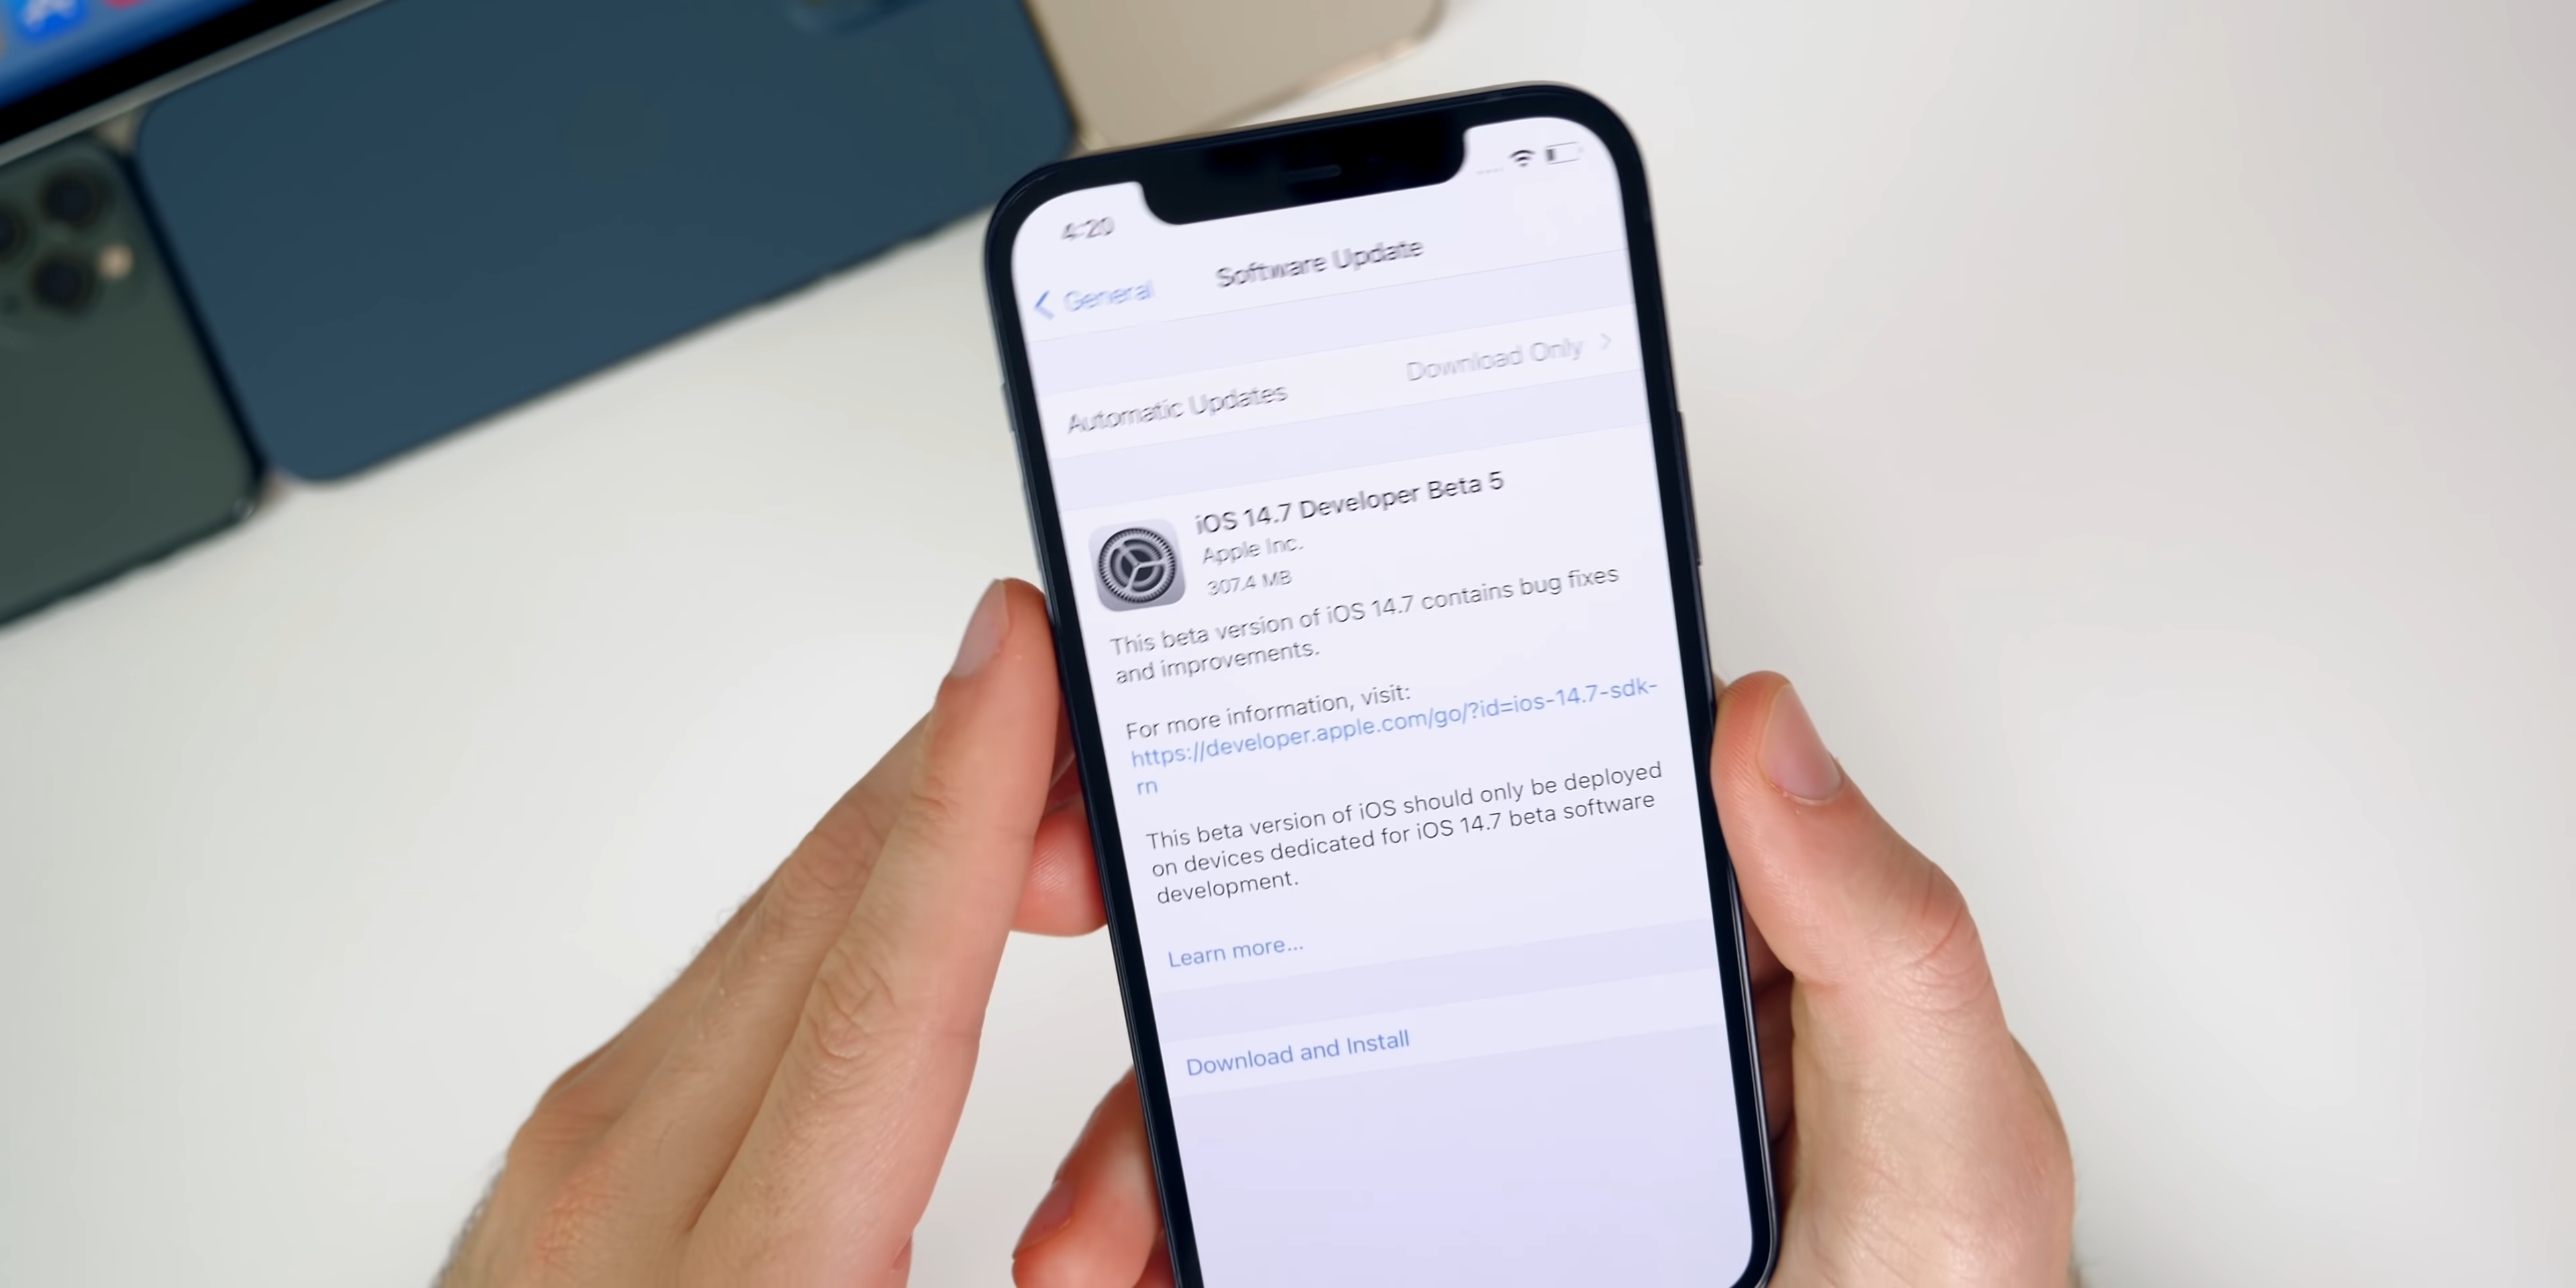 4:20
General
Software Update
Automatic Updates
Download Only
iOS 14.7 Developer Beta 5
Apple Inc.
307.4 MB
This beta version of iOS 14.7 contains bug fixes
and improvements.
For more information, visit:
https://developer.apple.com/go/?id=ios-14.7-sdk-
rn
This beta version of iOS should only be deployed
on devices dedicated for iOS 14.7 beta software
development.
Learn more...
Download and Install